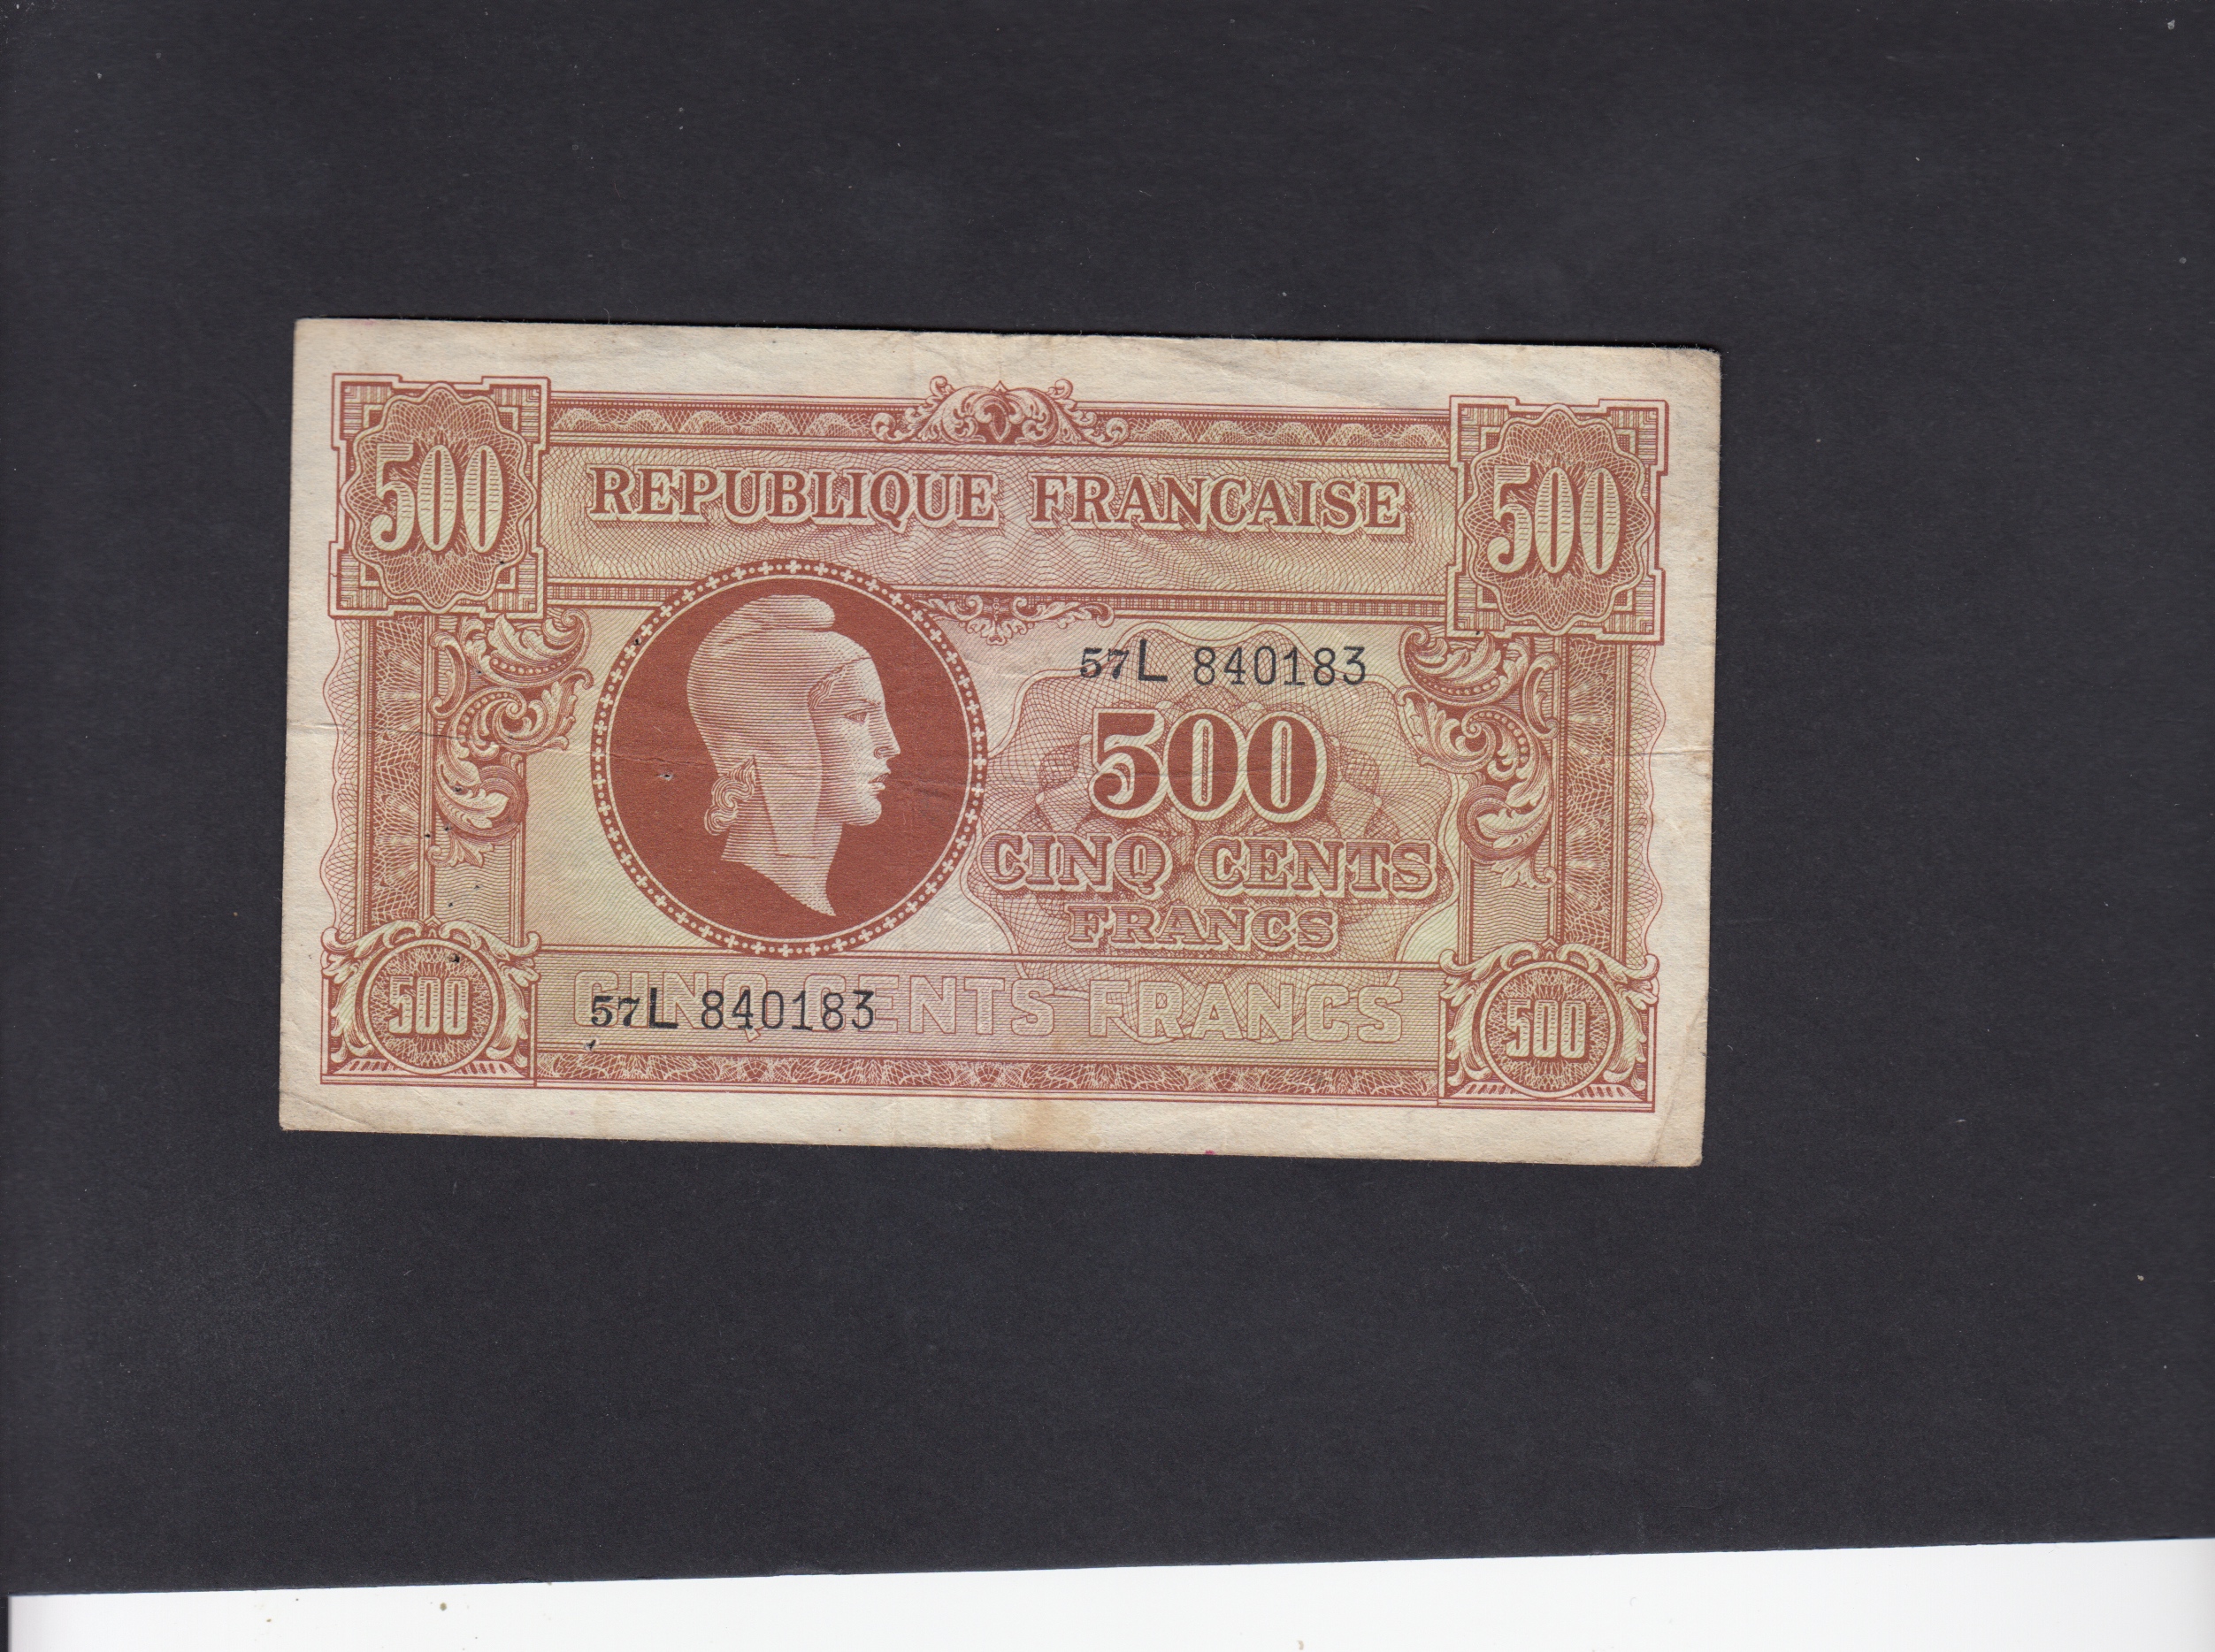 500
500
REPUBLIQUE FRANCAISE
57L 840183
500
CINQ CENTS
FRANCS
CINQ CENTS FRANCS
57L 840183
500
500